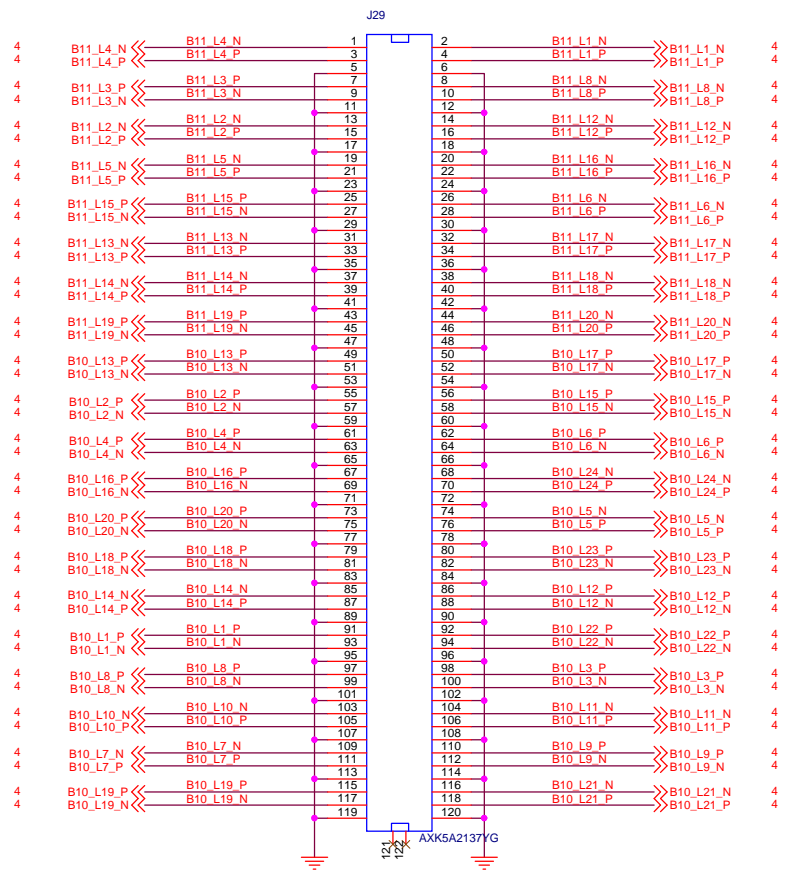 J29
4 B11_L4_N B11_L4_N 1 2 B11_L1_N B11_L1_N 4
4 B11_L4_P B11_L4_P 3 4 B11_L1_P B11_L1_P 4
5 6
4 B11_L3_P B11_L3_P 7 8 B11_L8_N B11_L8_N 4
4 B11_L3_N B11_L3_N 9 10 B11_L8_P B11_L8_P 4
11 12
4 B11_L2_N B11_L2_N 13 14 B11_L12_N B11_L12_N 4
4 B11_L2_P B11_L2_P 15 16 B11_L12_P B11_L12_P 4
17 18
4 B11_L5_N B11_L5_N 19 20 B11_L16_N B11_L16_N 4
4 B11_L5_P B11_L5_P 21 22 B11_L16_P B11_L16_P 4
23 24
4 B11_L15_P B11_L15_P 25 26 B11_L6_N B11_L6_N 4
4 B11_L15_N B11_L15_N 27 28 B11_L6_P B11_L6_P 4
29 30
4 B11_L13_N B11_L13_N 31 32 B11_L17_N B11_L17_N 4
4 B11_L13_P B11_L13_P 33 34 B11_L17_P B11_L17_P 4
35 36
4 B11_L14_N B11_L14_N 37 38 B11_L18_N B11_L18_N 4
4 B11_L14_P B11_L14_P 39 40 B11_L18_P B11_L18_P 4
41 42
4 B11_L19_P B11_L19_P 43 44 B11_L20_N B11_L20_N 4
4 B11_L19_N B11_L19_N 45 46 B11_L20_P B11_L20_P 4
47 48
4 B10_L13_P B10_L13_P 49 50 B10_L17_P B10_L17_P 4
4 B10_L13_N B10_L13_N 51 52 B10_L17_N B10_L17_N 4
53 54
4 B10_L2_P B10_L2_P 55 56 B10_L15_P B10_L15_P 4
4 B10_L2_N B10_L2_N 57 58 B10_L15_N B10_L15_N 4
59 60
4 B10_L4_P B10_L4_P 61 62 B10_L6_P B10_L6_P 4
4 B10_L4_N B10_L4_N 63 64 B10_L6_N B10_L6_N 4
65 66
4 B10_L16_P B10_L16_P 67 68 B10_L24_N B10_L24_N 4
4 B10_L16_N B10_L16_N 69 70 B10_L24_P B10_L24_P 4
71 72
4 B10_L20_P B10_L20_P 73 74 B10_L5_N B10_L5_N 4
4 B10_L20_N B10_L20_N 75 76 B10_L5_P B10_L5_P 4
77 78
4 B10_L18_P B10_L18_P 79 80 B10_L23_P B10_L23_P 4
4 B10_L18_N B10_L18_N 81 82 B10_L23_N B10_L23_N 4
83 84
4 B10_L14_N B10_L14_N 85 86 B10_L12_P B10_L12_P 4
4 B10_L14_P B10_L14_P 87 88 B10_L12_N B10_L12_N 4
89 90
4 B10_L1_P B10_L1_P 91 92 B10_L22_P B10_L22_P 4
4 B10_L1_N B10_L1_N 93 94 B10_L22_N B10_L22_N 4
95 96
4 B10_L8_P B10_L8_P 97 98 B10_L3_P B10_L3_P 4
4 B10_L8_N B10_L8_N 99 100 B10_L3_N B10_L3_N 4
101 102
4 B10_L10_N B10_L10_N 103 104 B10_L11_N B10_L11_N 4
4 B10_L10_P B10_L10_P 105 106 B10_L11_P B10_L11_P 4
107 108
4 B10_L7_N B10_L7_N 109 110 B10_L9_P B10_L9_P 4
4 B10_L7_P B10_L7_P 111 112 B10_L9_N B10_L9_N 4
113 114
4 B10_L19_P B10_L19_P 115 116 B10_L21_N B10_L21_N 4
4 B10_L19_N B10_L19_N 117 118 B10_L21_P B10_L21_P 4
119 120
AXK5A2137YG
121
122